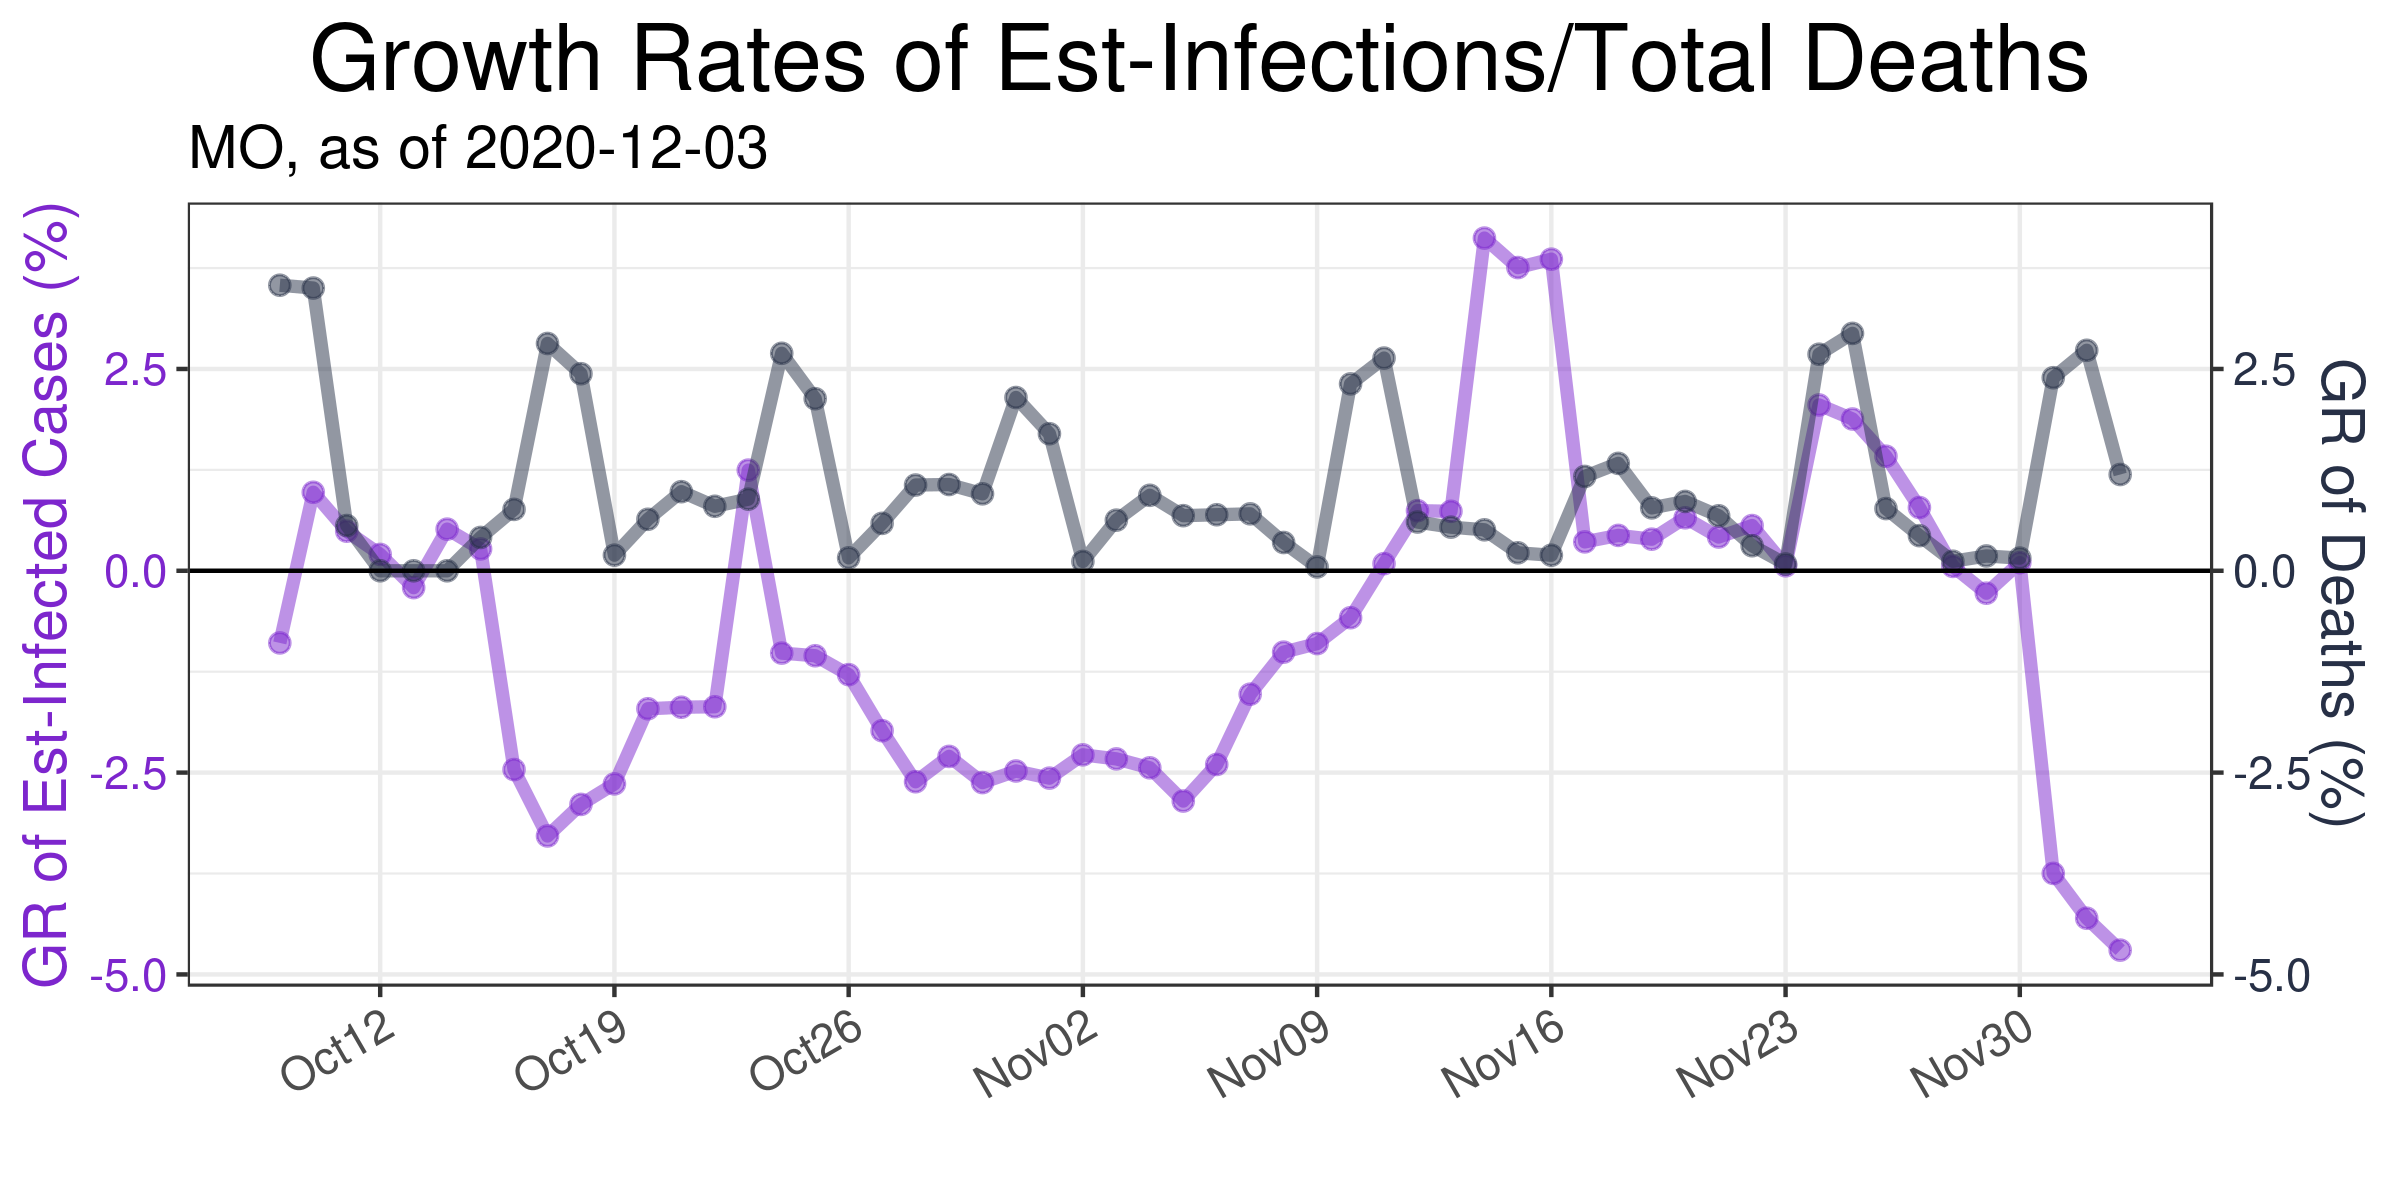 Growth Rates of Est-Infections/Total Deaths
MO, as of 2020-12-03
GR of Est-Infected Cases (%)
2.5
0.0
-2.5
-5.0
2.5
0.0
-2.5
-5.0
GR of Deaths (%)
Oct12
Oct19
Oct26
Nov02
Nov09
Nov16
Nov23
Nov30